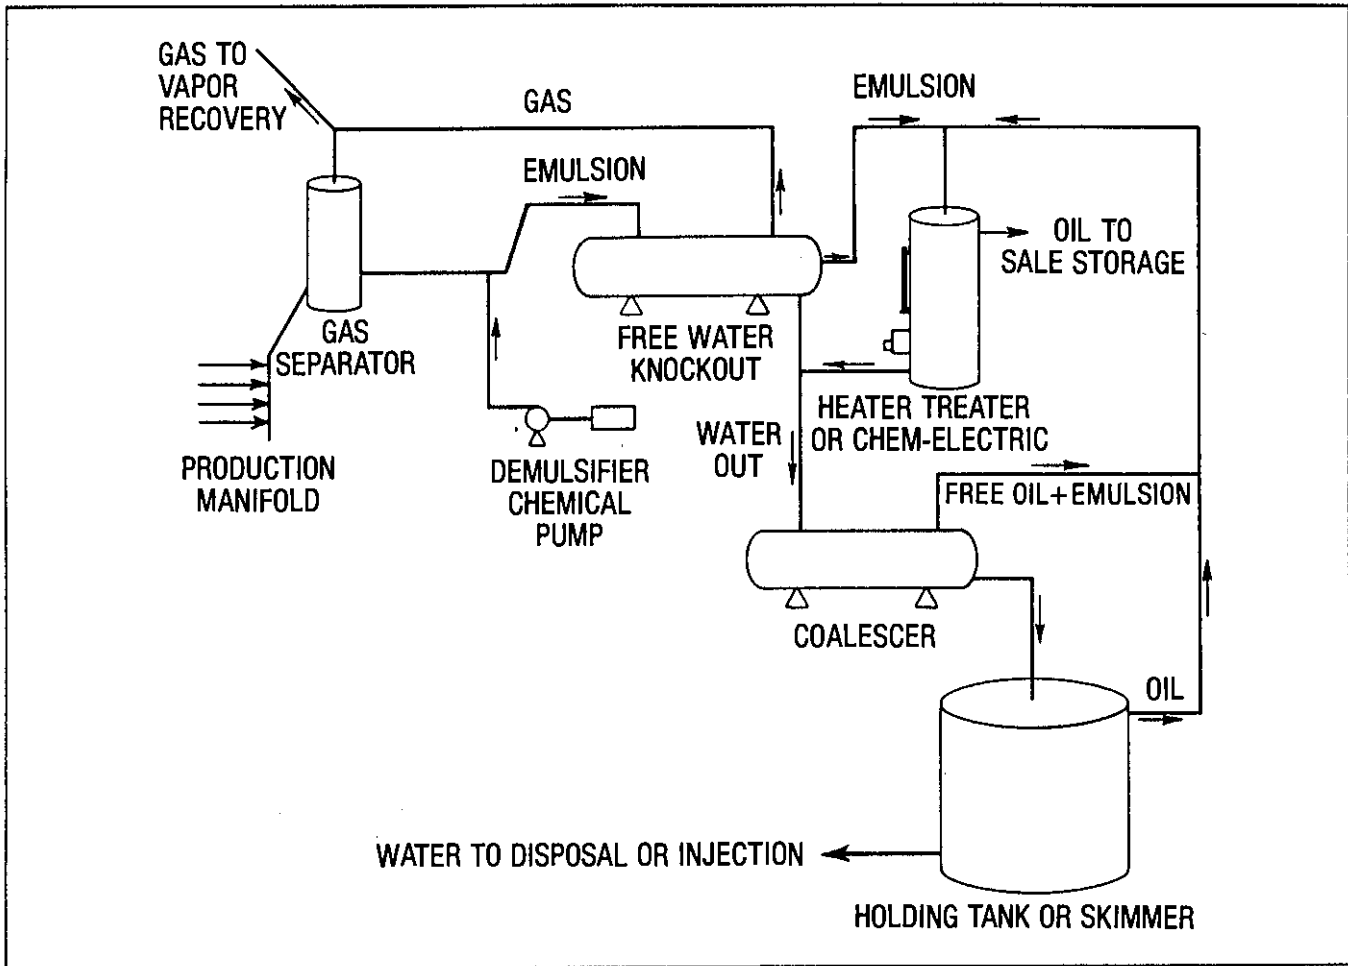 GAS TO
VAPOR
RECOVERY
GAS
EMULSION
EMULSION
OIL TO
SALE STORAGE
GAS
SEPARATOR
FREE WATER
KNOCKOUT
HEATER TREATER
OR CHEM-ELECTRIC
PRODUCTION
MANIFOLD
DEMULSIFIER
CHEMICAL
PUMP
WATER
OUT
FREE OIL+EMULSION
COALESCER
OIL
WATER TO DISPOSAL OR INJECTION
HOLDING TANK OR SKIMMER